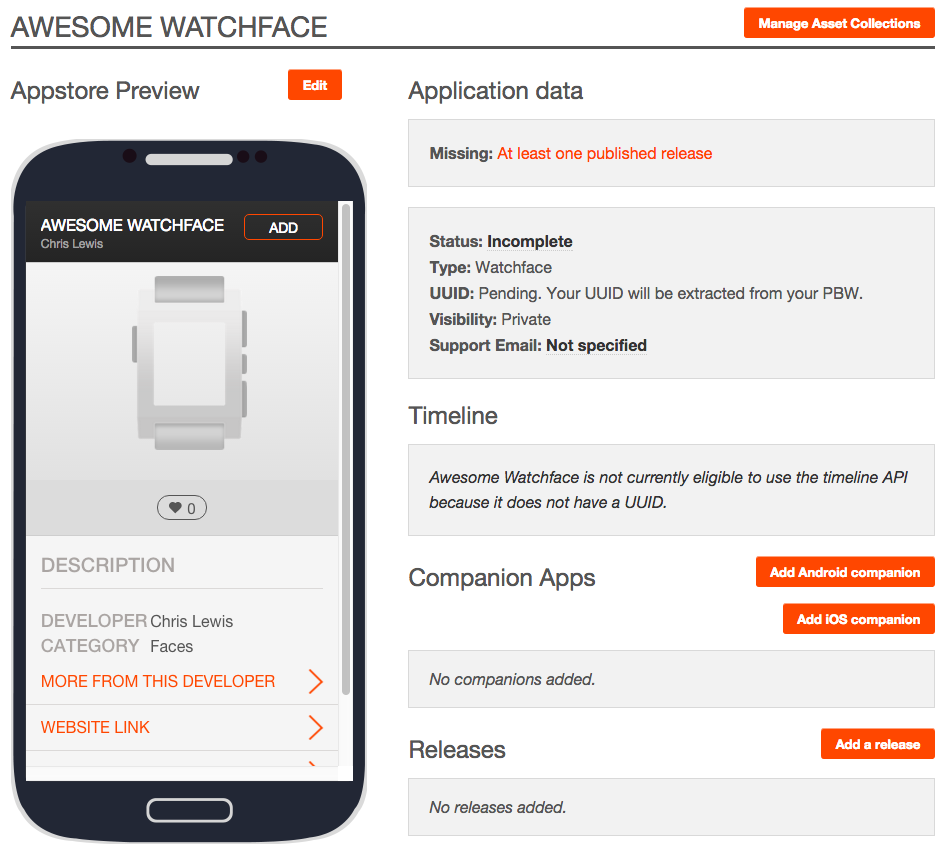 AWESOME WATCHFACE
Manage Asset Collections
Appstore Preview
Edit
AWESOME WATCHFACE
ADD
Chris Lewis
0
DESCRIPTION
DEVELOPER Chris Lewis
CATEGORY Faces
MORE FROM THIS DEVELOPER
WEBSITE LINK
Application data
Missing: At least one published release
Status: Incomplete
Type: Watchface
UUID: Pending. Your UUID will be extracted from your PBW.
Visibility: Private
Support Email: Not specified
Timeline
Awesome Watchface is not currently eligible to use the timeline API
because it does not have a UUID.
Companion Apps
Add Android companion
Add iOS companion
No companions added.
Releases
Add a release
No releases added.